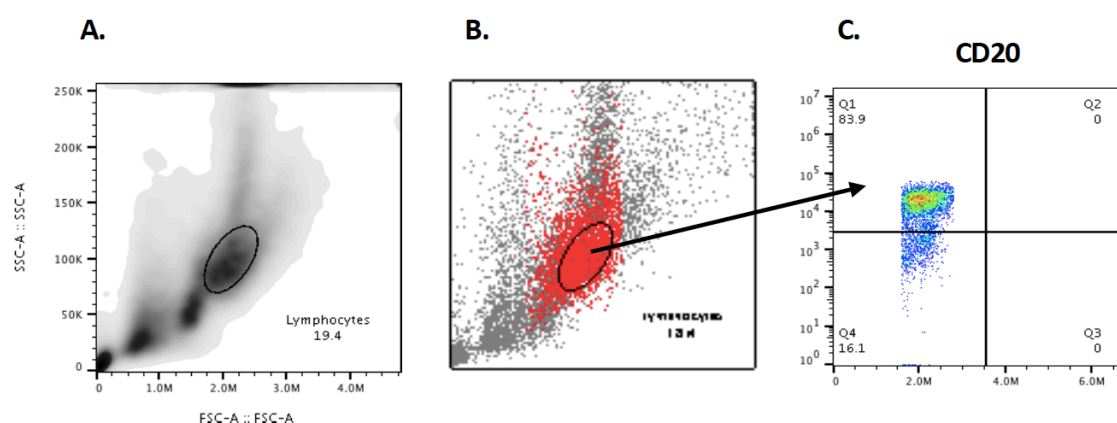 A.
B.
C.
CD20
250K
200K
150K
100K
50K
0
SSC-A :: SSC-A
Lymphocytes
19.4
0
1.0M
2.0M
3.0M
4.0M
FSC-A :: FSC-A
10^7
10^6
10^5
10^4
10^3
10^2
10^1
10^0
Q1
83.9
Q2
0
Q4
16.1
Q3
0
0
2.0M
4.0M
6.0M